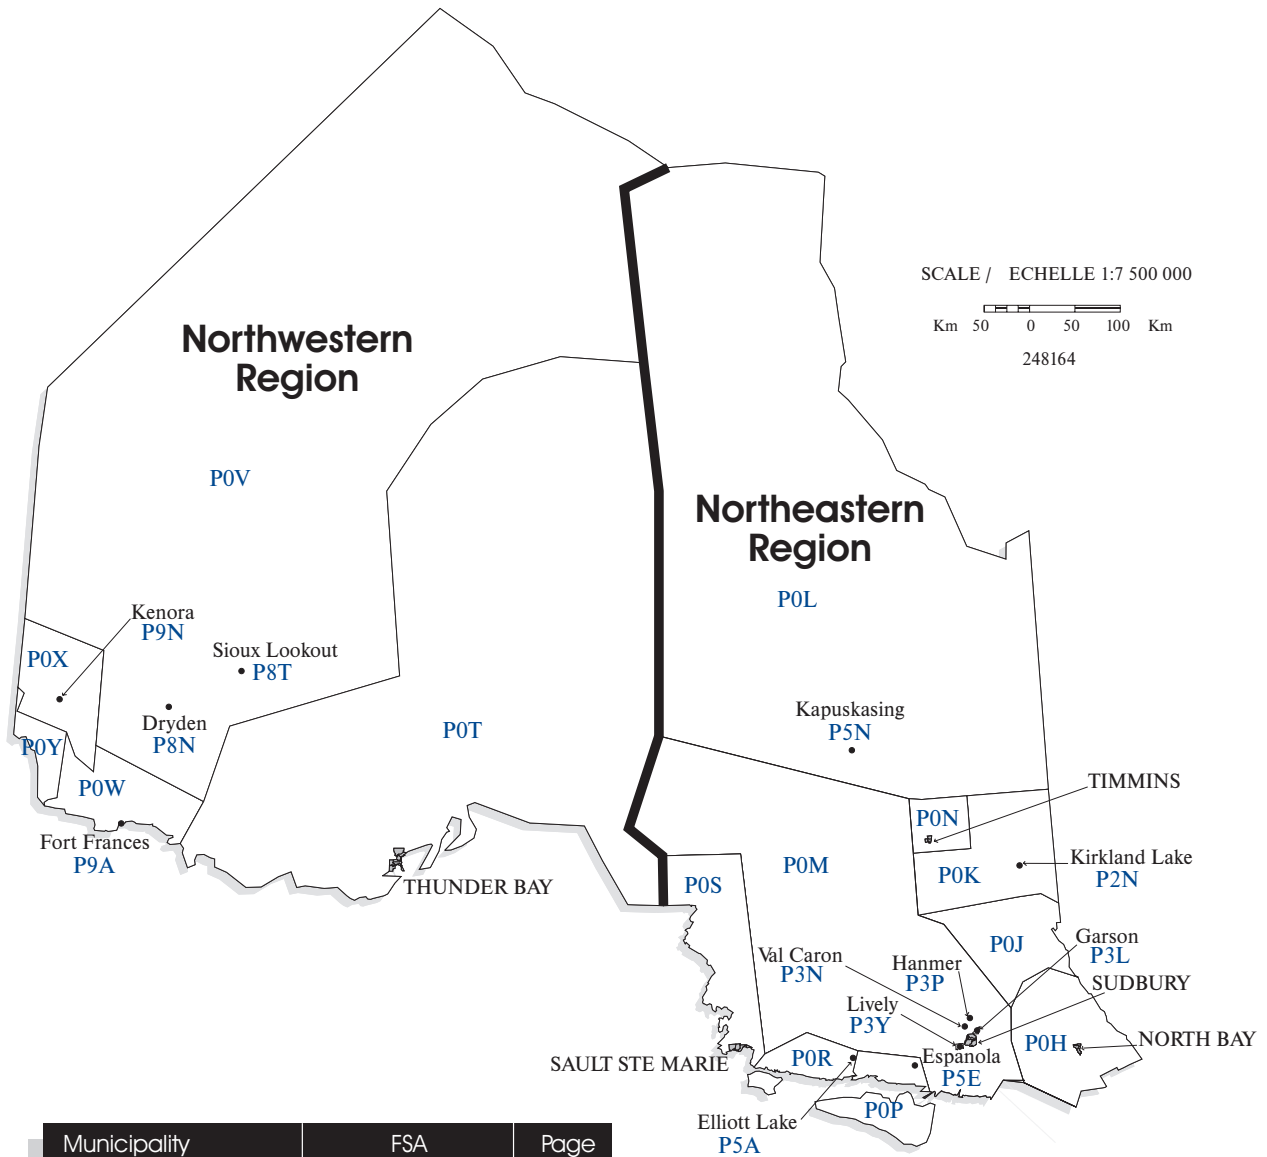 SCALE / ECHELLE 1:7 500 000
Km 50 0 50 100 Km
248164
Northwestern
Region
P0V
Northeastern
Region
P0L
Kenora
P9N
P0X
Sioux Lookout
P8T
Dryden
P8N
P0Y
P0W
P0T
Fort Frances
P9A
THUNDER BAY
Kapuskasing
P5N
TIMMINS
P0N
Kirkland Lake
P2N
P0K
P0M
P0S
P0J
Garson
P3L
Val Caron
P3N
Hanmer
P3P
SUDBURY
Lively
P3Y
NORTH BAY
P0H
Espanola
P5E
SAULT STE MARIE
P0R
P0P
Elliott Lake
P5A
Municipality FSA Page